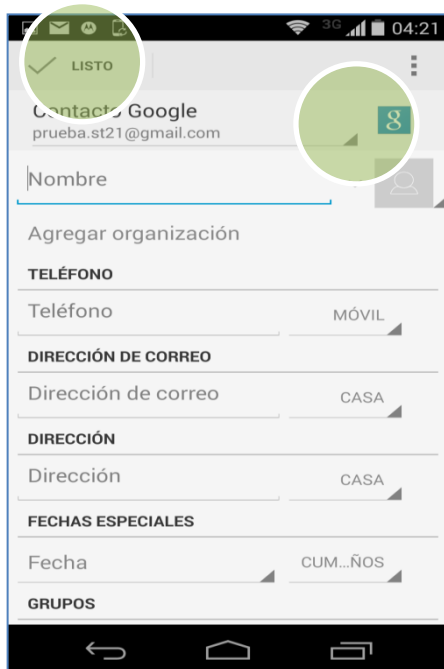 3G 04:21
LISTO
Contacto Google
prueba.st21@gmail.com
g
Nombre
Agregar organización
TELÉFONO
Teléfono MÓVIL
DIRECCIÓN DE CORREO
Dirección de correo CASA
DIRECCIÓN
Dirección CASA
FECHAS ESPECIALES
Fecha CUM...ÑOS
GRUPOS